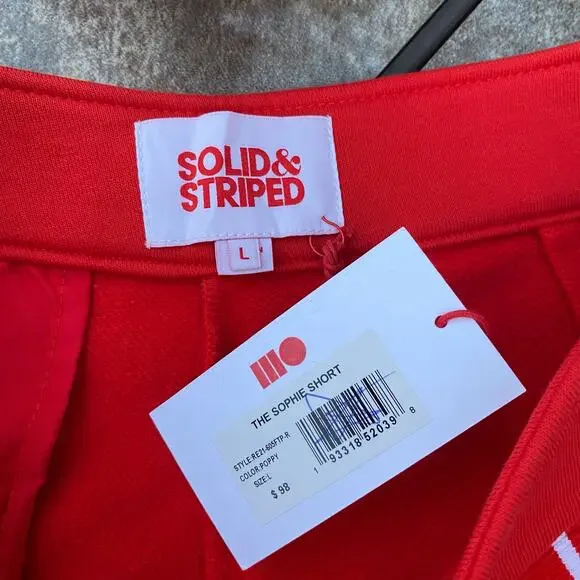 SOLID&
STRIPED
L
THE SOPHIE SHORT
STYLE:RE21-605FTP-R
COLOR:POPPY
SIZE:L
$ 98
1 93318 52039 8